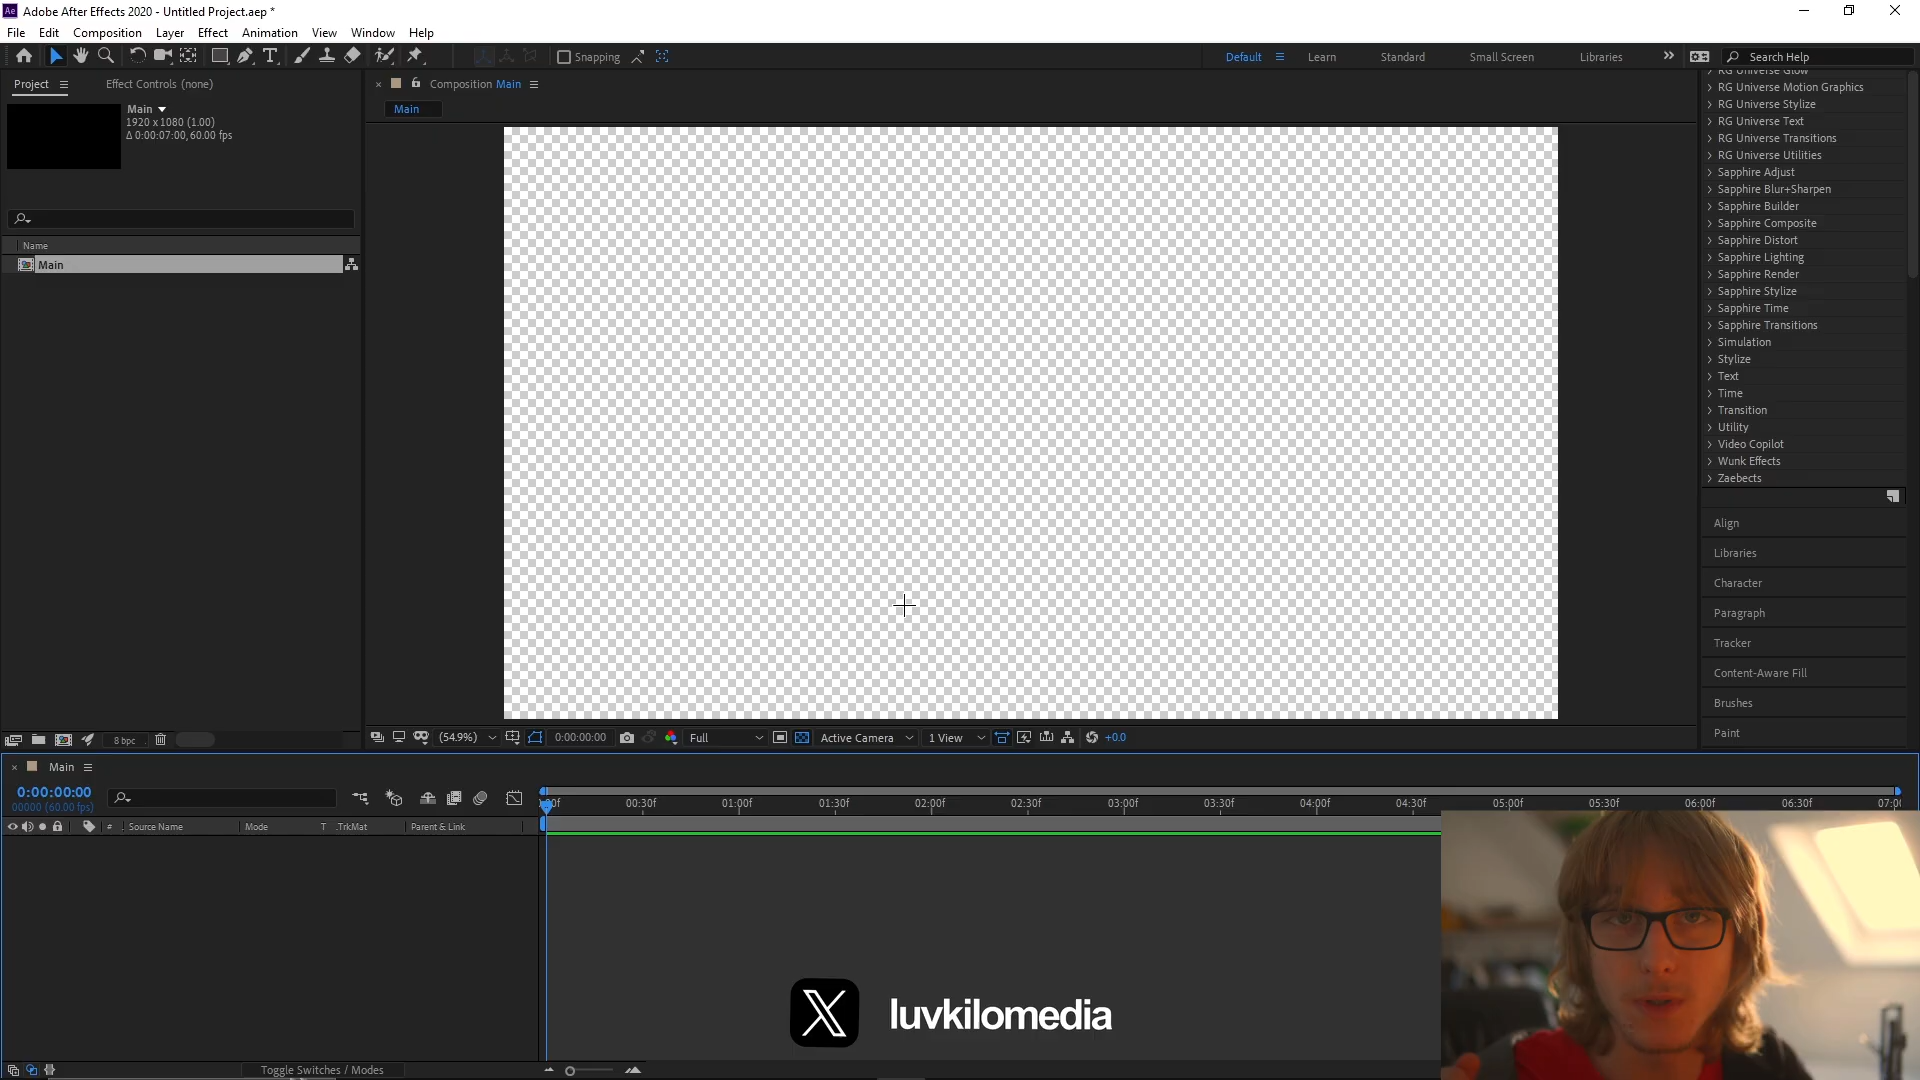 Adobe After Effects 2020 - Untitled Project.aep *
File Edit Composition Layer Effect Animation View Window Help
Snapping
Default Learn Standard Small Screen Libraries
Search Help
Project Effect Controls (none)
Main
1920 x 1080 (1.00)
Δ 0:00:07:00, 60.00 fps
Name
Main
8 bpc
Composition Main
Main
(54.9%) 0:00:00:00 Full Active Camera 1 View +0.0
RG Universe Glow
RG Universe Motion Graphics
RG Universe Stylize
RG Universe Text
RG Universe Transitions
RG Universe Utilities
Sapphire Adjust
Sapphire Blur+Sharpen
Sapphire Builder
Sapphire Composite
Sapphire Distort
Sapphire Lighting
Sapphire Render
Sapphire Stylize
Sapphire Time
Sapphire Transitions
Simulation
Stylize
Text
Time
Transition
Utility
Video Copilot
Wunk Effects
Zaebects
Align
Libraries
Character
Paragraph
Tracker
Content-Aware Fill
Brushes
Paint
Main
0:00:00:00
00000 (60.00 fps)
00:30f 01:00f 01:30f 02:00f 02:30f 03:00f 03:30f 04:00f 04:30f 05:00f 05:30f 06:00f 06:30f
# Source Name Mode T .TrkMat Parent & Link
luvkilomedia
Toggle Switches / Modes